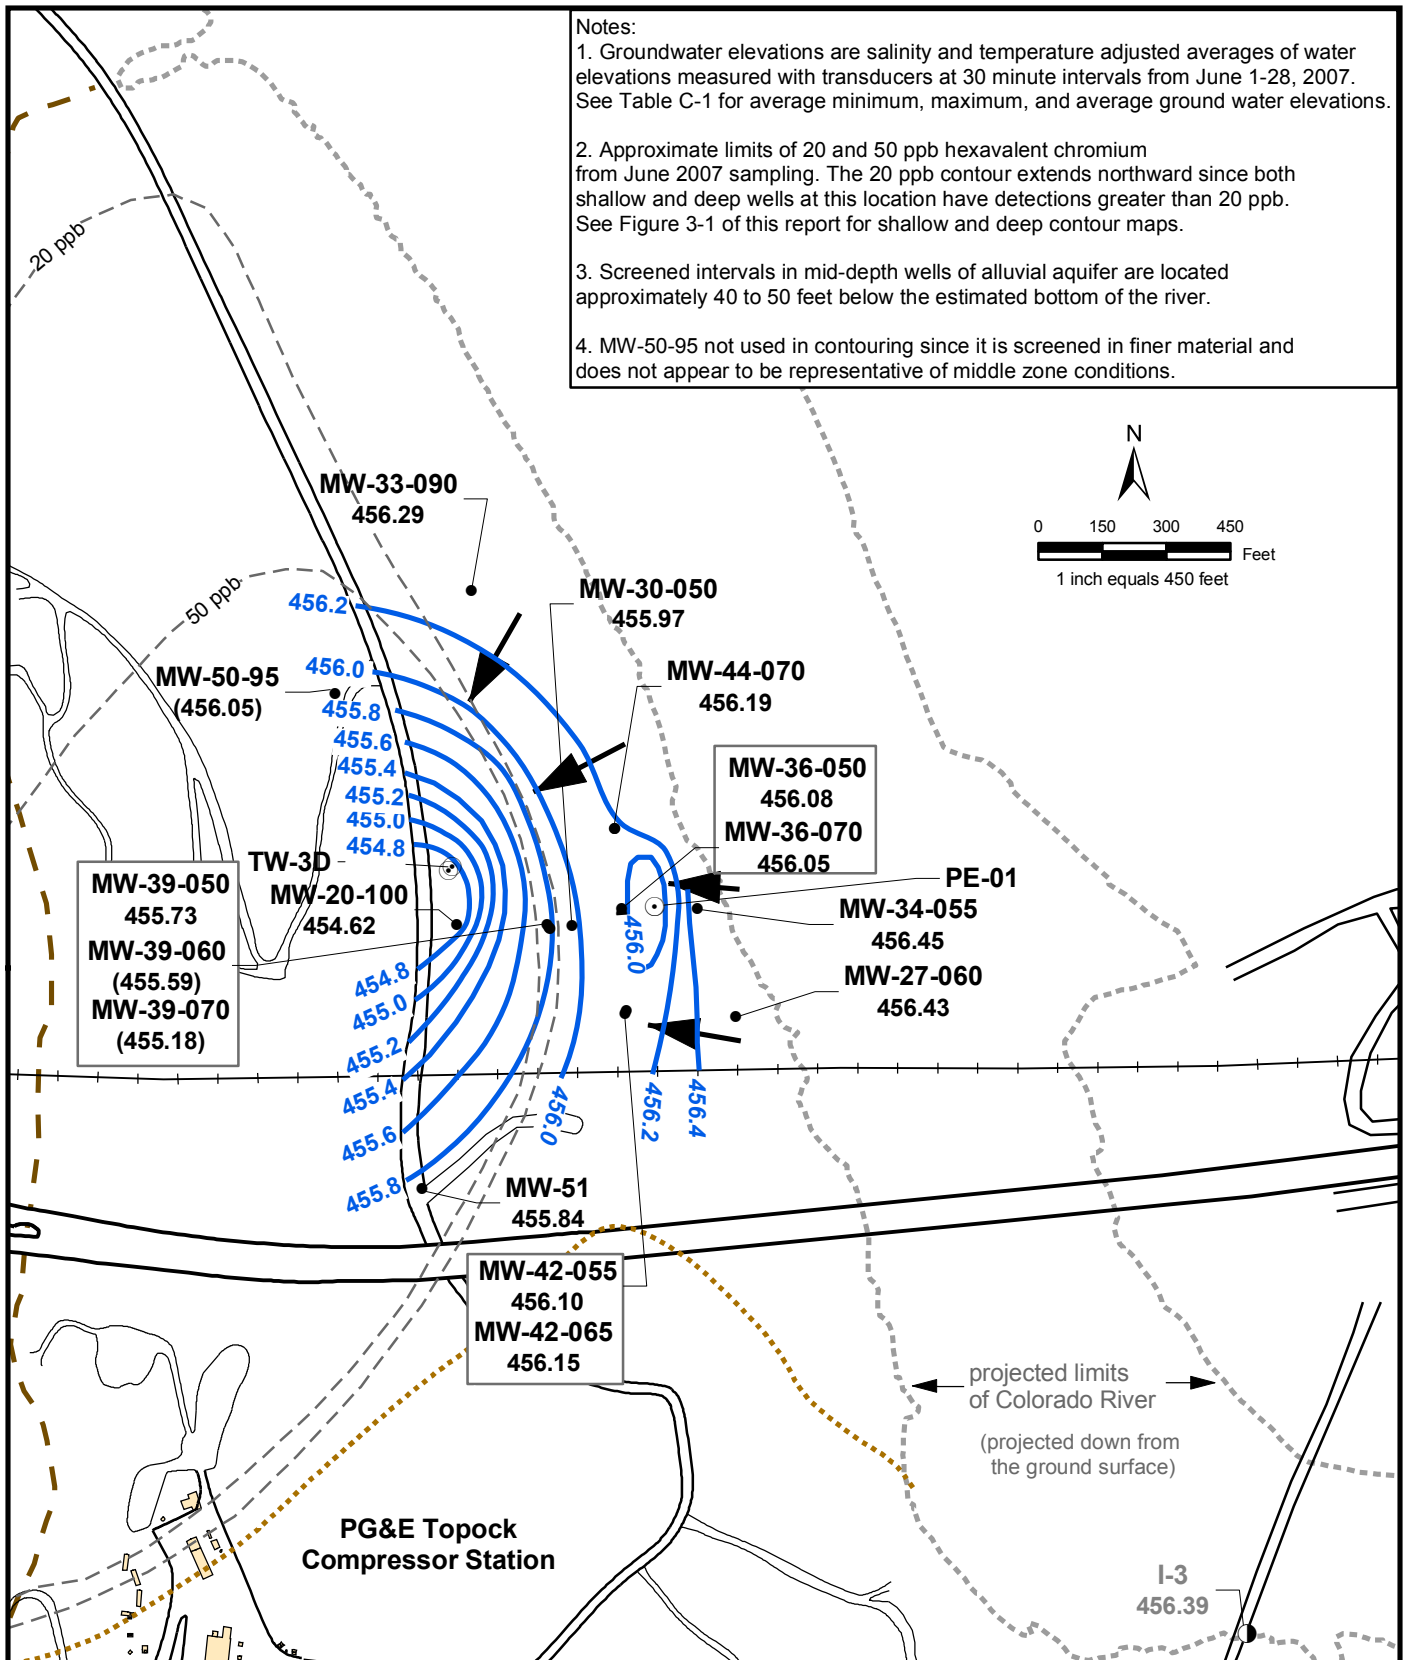 Notes:
1. Groundwater elevations are salinity and temperature adjusted averages of water
elevations measured with transducers at 30 minute intervals from June 1-28, 2007.
See Table C-1 for average minimum, maximum, and average ground water elevations.
2. Approximate limits of 20 and 50 ppb hexavalent chromium
from June 2007 sampling. The 20 ppb contour extends northward since both
shallow and deep wells at this location have detections greater than 20 ppb.
See Figure 3-1 of this report for shallow and deep contour maps.
3. Screened intervals in mid-depth wells of alluvial aquifer are located
approximately 40 to 50 feet below the estimated bottom of the river.
4. MW-50-95 not used in contouring since it is screened in finer material and
does not appear to be representative of middle zone conditions.
20 ppb
N
0 150 300 450
Feet
1 inch equals 450 feet
MW-33-090
456.29
50 ppb
456.2
MW-30-050
455.97
456.0
MW-50-95
(456.05)
MW-44-070
456.19
455.8
455.6
455.4
455.2
455.0
454.8
MW-36-050
456.08
MW-36-070
456.05
TW-3D
MW-20-100
454.62
PE-01
MW-34-055
456.45
MW-39-050
455.73
MW-39-060
(455.59)
MW-39-070
(455.18)
456.0
MW-27-060
456.43
454.8
455.0
455.2
455.4
455.6
455.8
456.0
456.2
456.4
MW-51
455.84
MW-42-055
456.10
MW-42-065
456.15
projected limits
of Colorado River
(projected down from
the ground surface)
PG&E Topock
Compressor Station
I-3
456.39